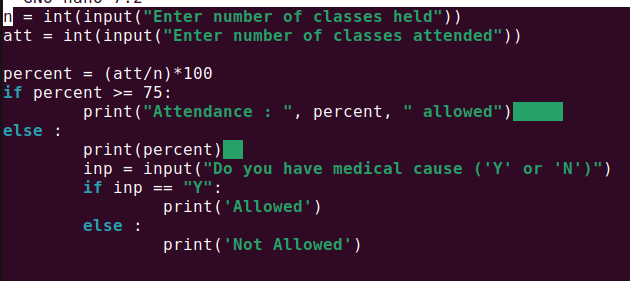 GNU nano 7.2
n = int(input("Enter number of classes held"))
att = int(input("Enter number of classes attended"))
percent = (att/n)*100
if percent >= 75:
        print("Attendance : ", percent, " allowed")
else :
        print(percent)
        inp = input("Do you have medical cause ('Y' or 'N')")
        if inp == "Y":
                print('Allowed')
        else :
                print('Not Allowed')